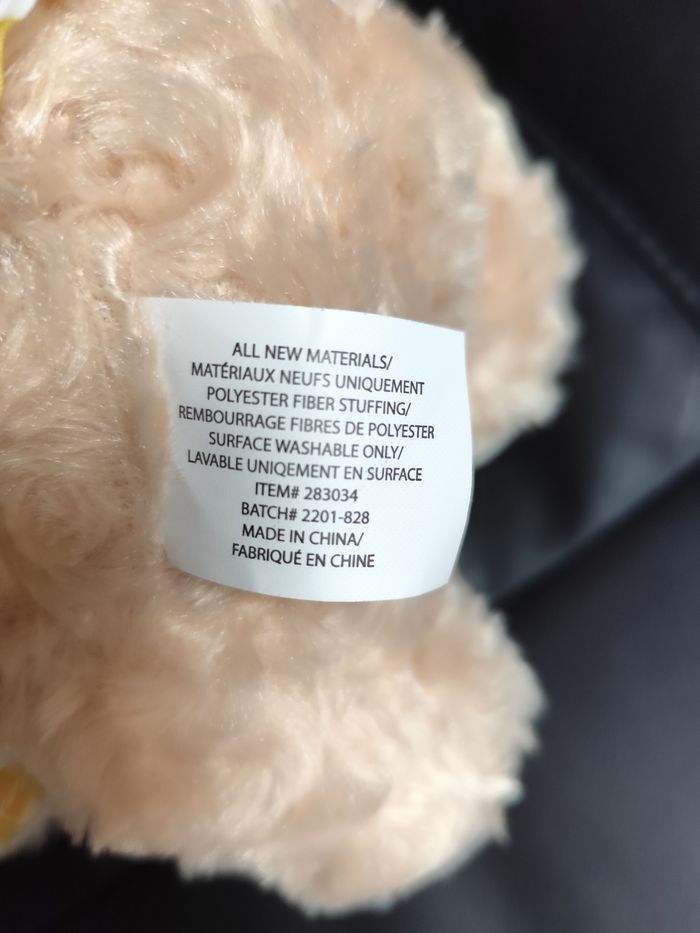 ALL NEW MATERIALS/
MATÉRIAUX NEUFS UNIQUEMENT
POLYESTER FIBER STUFFING/
REMBOURRAGE FIBRES DE POLYESTER
SURFACE WASHABLE ONLY/
LAVABLE UNIQEMENT EN SURFACE
ITEM# 283034
BATCH# 2201-828
MADE IN CHINA/
FABRIQUÉ EN CHINE